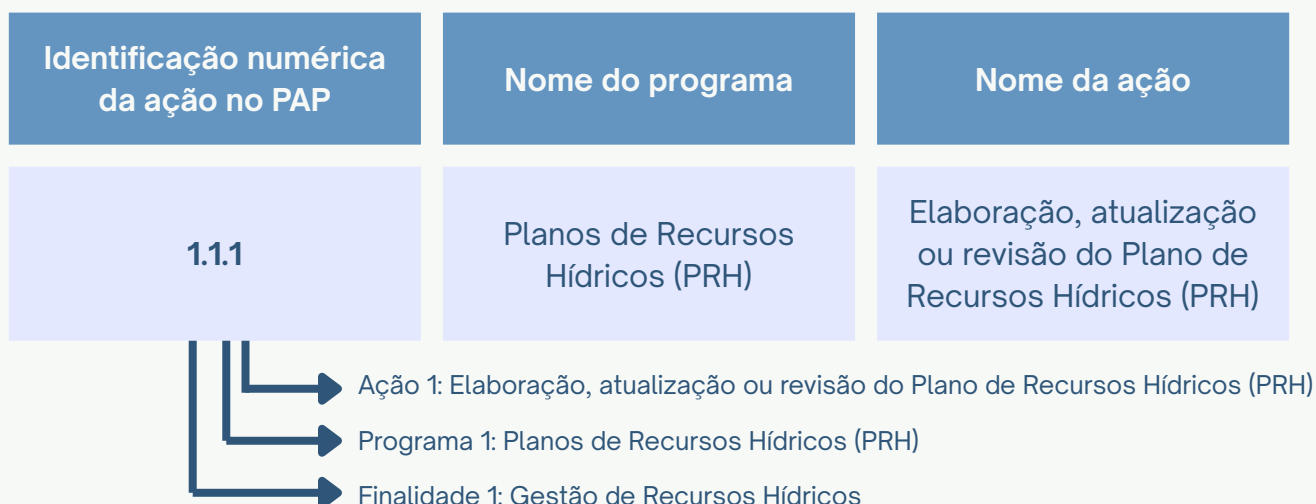 Identificação numérica
da ação no PAP
Nome do programa
Nome da ação
1.1.1
Planos de Recursos
Hídricos (PRH)
Elaboração, atualização
ou revisão do Plano de
Recursos Hídricos (PRH)
Ação 1: Elaboração, atualização ou revisão do Plano de Recursos Hídricos (PRH)
Programa 1: Planos de Recursos Hídricos (PRH)
Finalidade 1: Gestão de Recursos Hídricos